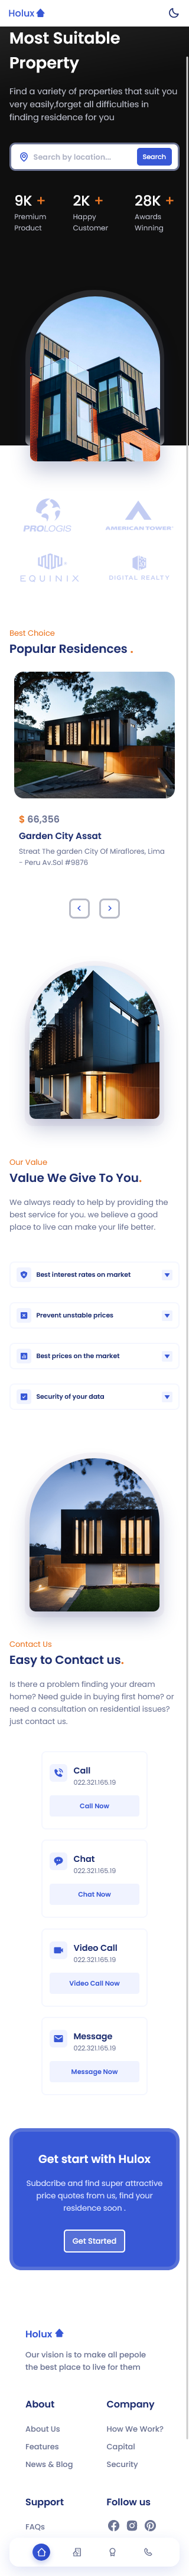 Holux
Most Suitable
Property
Find a variety of properties that suit you
very easily,forget all difficulties in
finding residence for you
Search by location...
Search
9K +
2K +
28K +
Premium
Product
Happy
Customer
Awards
Winning
PROLOGIS
AMERICAN TOWER
EQUINIX
DIGITAL REALTY
Best Choice
Popular Residences .
$ 66,356
Garden City Assat
Streat The garden City Of Miraflores, Lima
- Peru Av.Sol #9876
Our Value
Value We Give To You.
We always ready to help by providing the
best service for you. we believe a good
place to live can make your life better.
Best interest rates on market
Prevent unstable prices
Best prices on the market
Security of your data
Contact Us
Easy to Contact us.
Is there a problem finding your dream
home? Need guide in buying first home? or
need a consultation on residential issues?
just contact us.
Call
022.321.165.19
Call Now
Chat
022.321.165.19
Chat Now
Video Call
022.321.165.19
Video Call Now
Message
022.321.165.19
Message Now
Get start with Hulox
Subdcribe and find super attractive
price quotes from us, find your
residence soon .
Get Started
Holux
Our vision is to make all pepole
the best place to live for them
About
Company
About Us
How We Work?
Features
Capital
News & Blog
Security
Support
Follow us
FAQs